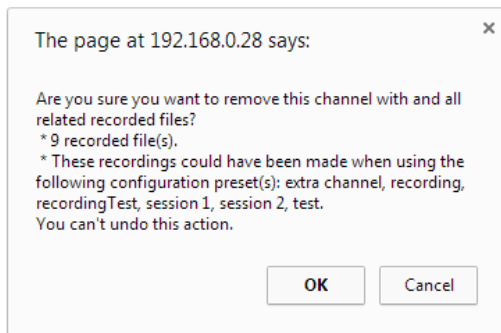 The page at 192.168.0.28 says:
×
Are you sure you want to remove this channel with and all
related recorded files?
* 9 recorded file(s).
* These recordings could have been made when using the
following configuration preset(s): extra channel, recording,
recordingTest, session 1, session 2, test.
You can't undo this action.
OK
Cancel